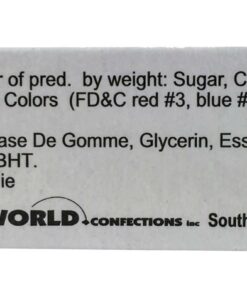 r of pred. by weight: Sugar, C
Colors (FD&C red #3, blue #
ase De Gomme, Glycerin, Ess
BHT.
ie
WORLD CONFECTIONS inc South